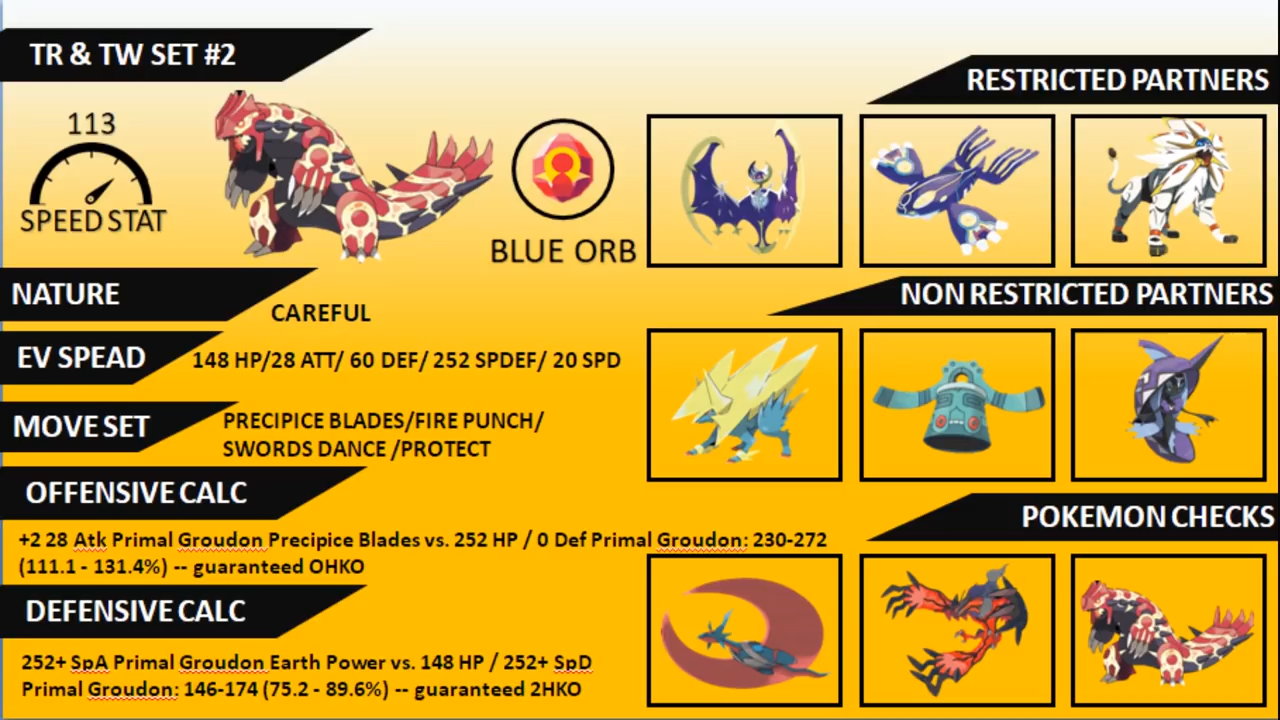 TR & TW SET #2
RESTRICTED PARTNERS
113
SPEED STAT
BLUE ORB
NATURE
CAREFUL
NON RESTRICTED PARTNERS
EV SPEAD
148 HP/28 ATT/ 60 DEF/ 252 SPDEF/ 20 SPD
MOVE SET
PRECIPICE BLADES/FIRE PUNCH/
SWORDS DANCE /PROTECT
OFFENSIVE CALC
POKEMON CHECKS
+2 28 Atk Primal Groudon Precipice Blades vs. 252 HP / 0 Def Primal Groudon: 230-272
(111.1 - 131.4%) -- guaranteed OHKO
DEFENSIVE CALC
252+ SpA Primal Groudon Earth Power vs. 148 HP / 252+ SpD
Primal Groudon: 146-174 (75.2 - 89.6%) -- guaranteed 2HKO